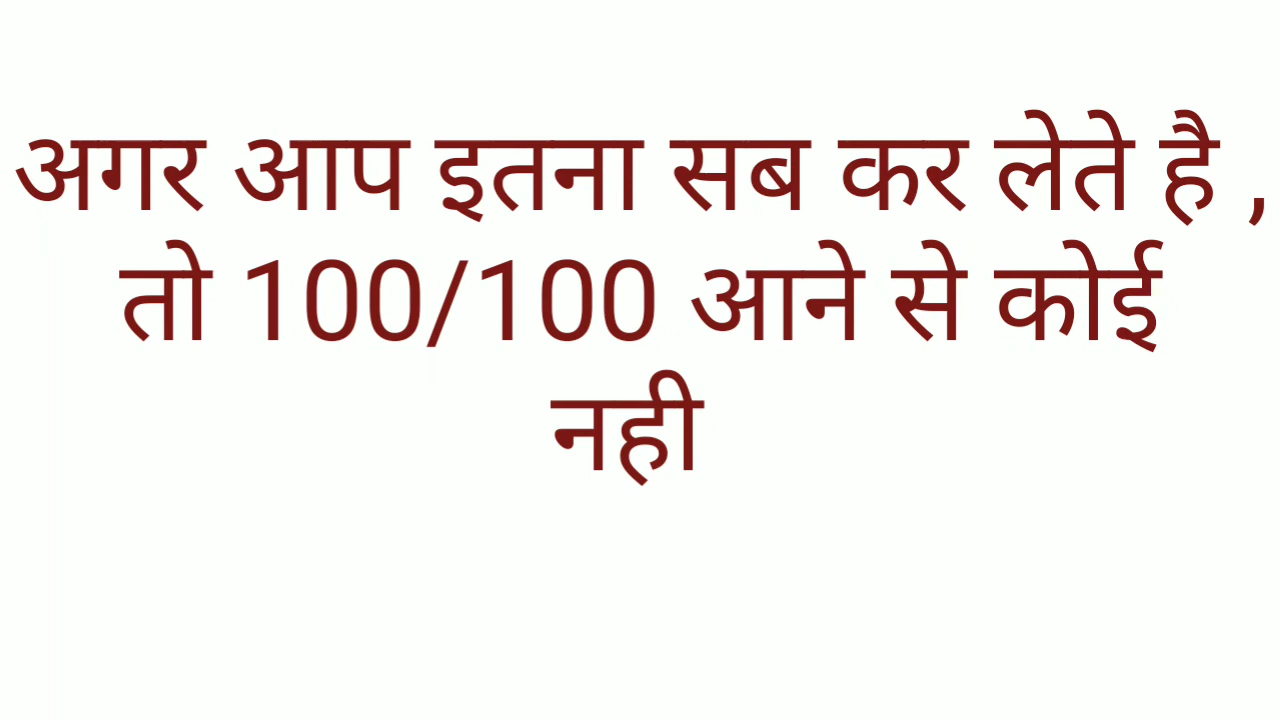 अगर आप इतना सब कर लेते है ,
तो 100/100 आने से कोई
नही